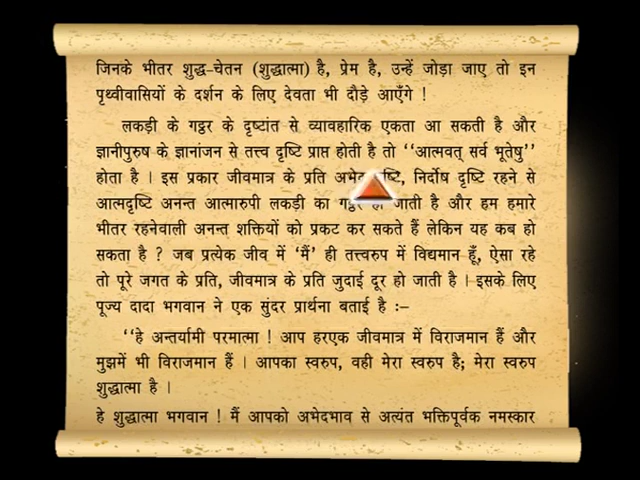 जिनके भीतर शुद्ध-चेतन (शुद्धात्मा) है, प्रेम है, उन्हें जोड़ा जाए तो इन
पृथ्वीवासियों के दर्शन के लिए देवता भी दौड़े आएँगे !
लकड़ी के गट्ठर के दृष्टांत से व्यावहारिक एकता आ सकती है और
ज्ञानीपुरुष के ज्ञानांजन से तत्त्व दृष्टि प्राप्त होती है तो ‘‘आत्मवत् सर्व भूतेषु’’
होता है । इस प्रकार जीवमात्र के प्रति निर्दोष दृष्टि रहने से
आत्मदृष्टि अनन्त आत्मारुपी लकड़ी का जाती है और हम हमारे
भीतर रहनेवाली अनन्त शक्तियों को प्रकट कर सकते हैं लेकिन यह कब हो
सकता है ? जब प्रत्येक जीव में ‘मैं’ ही तत्त्वरुप में विद्यमान हूँ, ऐसा रहे
तो पूरे जगत के प्रति, जीवमात्र के प्रति जुदाई दूर हो जाती है । इसके लिए
पूज्य दादा भगवान ने एक सुंदर प्रार्थना बताई है :–
‘‘हे अन्तर्यामी परमात्मा ! आप हरएक जीवमात्र में विराजमान हैं और
मुझमें भी विराजमान हैं । आपका स्वरुप, वही मेरा स्वरुप है; मेरा स्वरुप
शुद्धात्मा है ।
हे शुद्धात्मा भगवान ! मैं आपको अभेदभाव से अत्यंत भक्तिपूर्वक नमस्कार